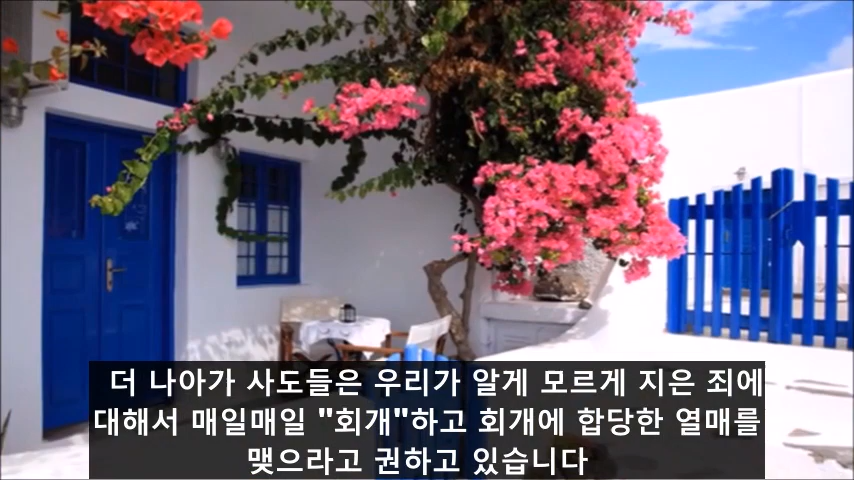 더 나아가 사도들은 우리가 알게 모르게 지은 죄에
대해서 매일매일 "회개"하고 회개에 합당한 열매를
맺으라고 권하고 있습니다